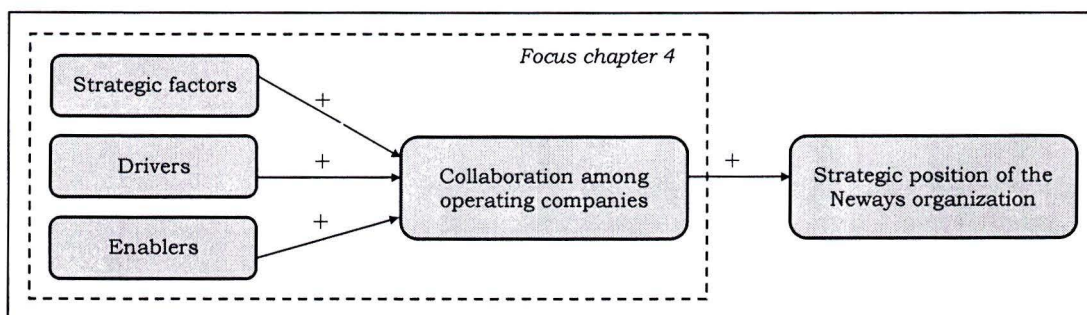 Focus chapter 4
Strategic factors
+
Drivers
+
Enablers
+
Collaboration among
operating companies
+
Strategic position of the
Neways organization